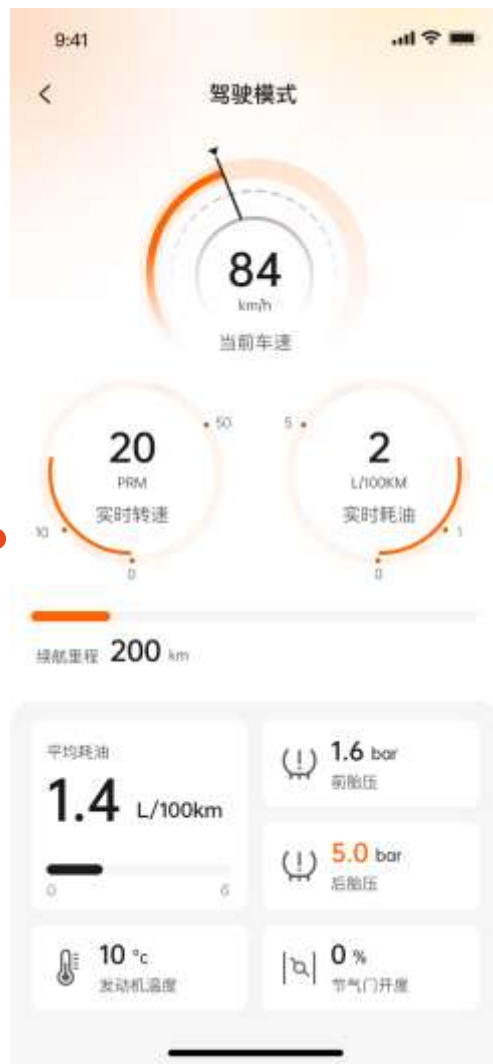 9:41
驾驶模式
84
km/h
当前车速
50
20
PRM
实时转速
10
0
5
2
L/100KM
实时耗油
1
0
续航里程 200 km
平均耗油
1.4 L/100km
0 6
1.6 bar
前胎压
5.0 bar
后胎压
10 °c
发动机温度
0 %
节气门开度